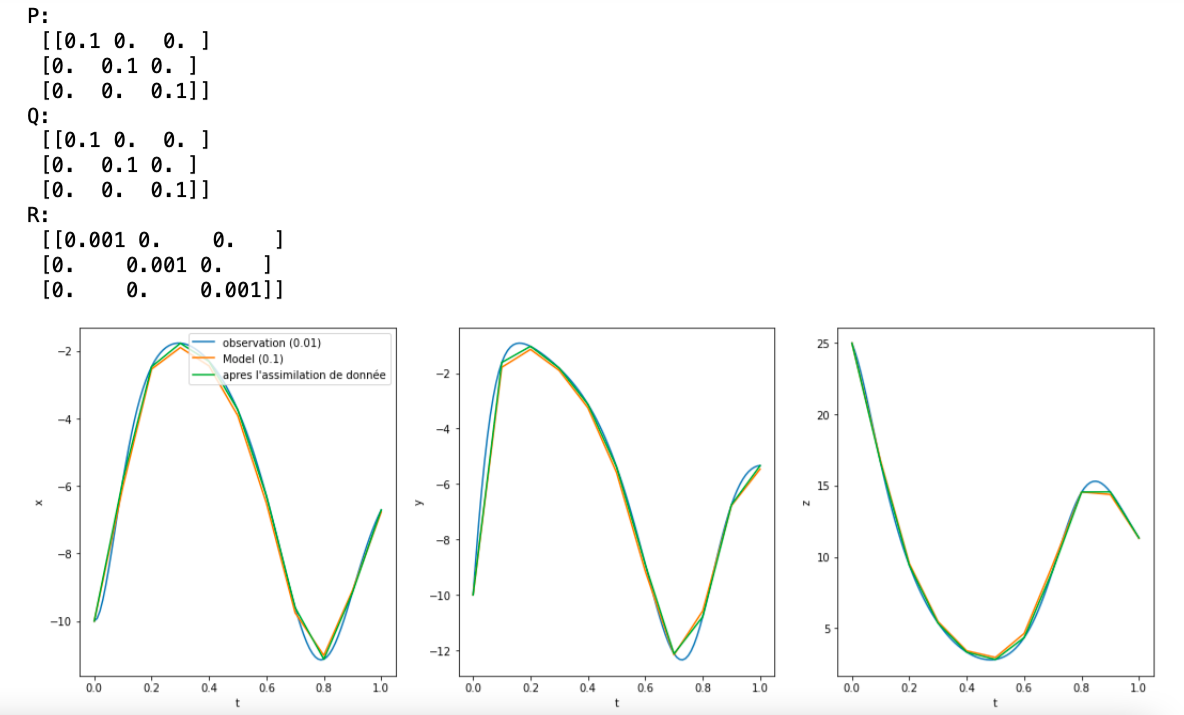 P:
[[0.1 0. 0. ]
[0. 0.1 0. ]
[0. 0. 0.1]]
Q:
[[0.1 0. 0. ]
[0. 0.1 0. ]
[0. 0. 0.1]]
R:
[[0.001 0. 0. ]
[0. 0.001 0. ]
[0. 0. 0.001]]
observation (0.01)
Model (0.1)
apres l'assimilation de donnée
−2
−4
−6
−8
−10
x
0.0 0.2 0.4 0.6 0.8 1.0
t
−2
−4
−6
−8
−10
−12
y
0.0 0.2 0.4 0.6 0.8 1.0
t
25
20
15
10
5
z
0.0 0.2 0.4 0.6 0.8 1.0
t